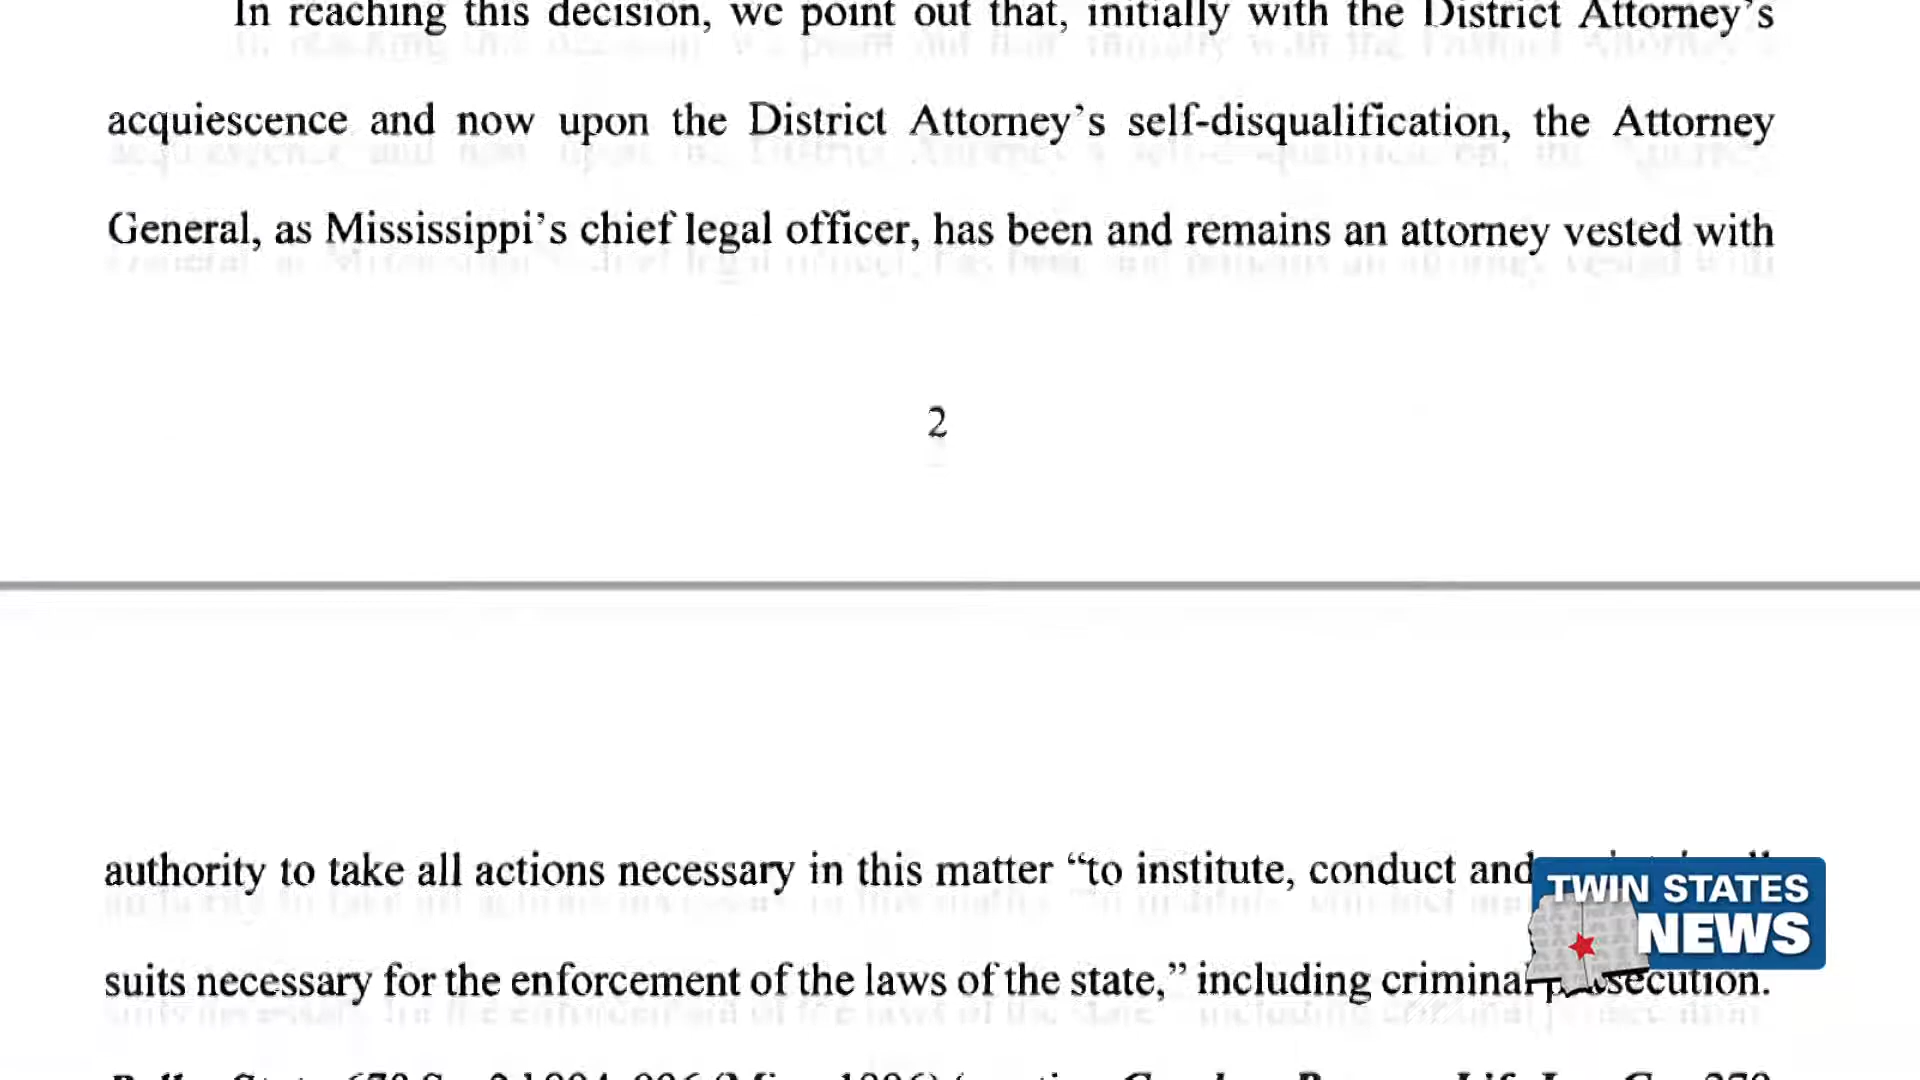 In reaching this decision, we point out that, initially with the District Attorney's
acquiescence and now upon the District Attorney's self-disqualification, the Attorney
General, as Mississippi's chief legal officer, has been and remains an attorney vested with
2
authority to take all actions necessary in this matter “to institute, conduct and
suits necessary for the enforcement of the laws of the state,” including criminal prosecution.
TWIN STATES
NEWS